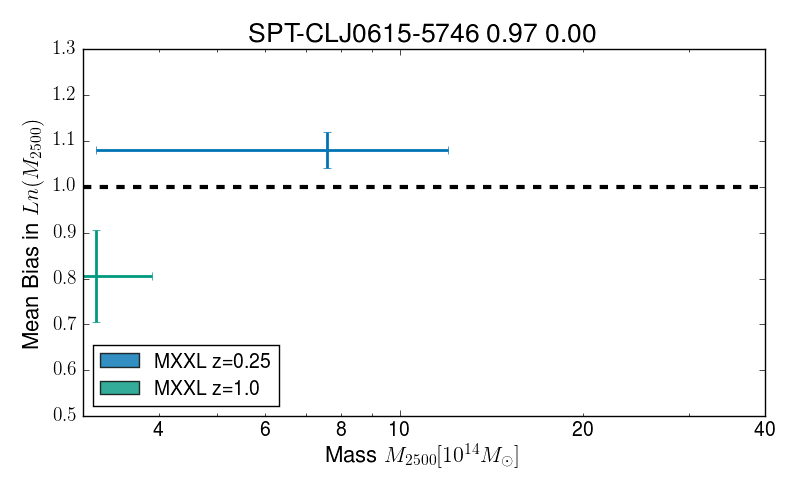 SPT-CLJ0615-5746 0.97 0.00
1.3
1.2
1.1
1.0
0.9
0.8
0.7
0.6
0.5
Mean Bias in Ln(M₂₅₀₀)
MXXL z=0.25
MXXL z=1.0
4 6 8 10 20 40
Mass M₂₅₀₀[10¹⁴M⊙]